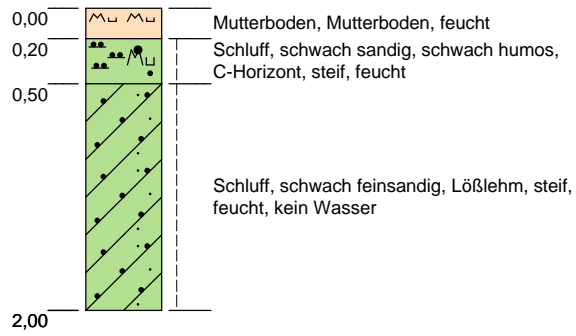 0,00
Mutterboden, Mutterboden, feucht
0,20
Schluff, schwach sandig, schwach humos,
C-Horizont, steif, feucht
0,50
Schluff, schwach feinsandig, Lößlehm, steif,
feucht, kein Wasser
2,00